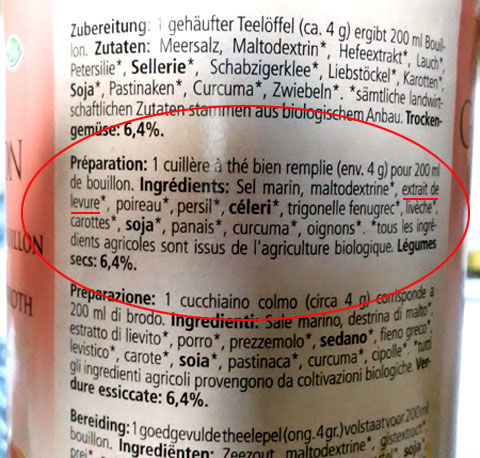 Zubereitung: 1 gehäufter Teelöffel (ca. 4 g) ergibt 200 ml Bouil-
lon. Zutaten: Meersalz, Maltodextrin*, Hefeextrakt*, Lauch*,
Petersilie*, Sellerie*, Schabzigerklee*, Liebstöckel*, Karotten*,
Soja*, Pastinaken*, Curcuma*, Zwiebeln*. *sämtliche landwirt-
schaftlichen Zutaten stammen aus biologischem Anbau. Trocken-
gemüse: 6,4%.
Préparation: 1 cuillère à thé bien remplie (env. 4 g) pour 200 ml
de bouillon. Ingrédients: Sel marin, maltodextrine*, extrait de
levure*, poireau*, persil*, céleri*, trigonelle fenugrec*, livèche*,
carottes*, soja*, panais*, curcuma*, oignons*. *tous les ingré-
dients agricoles sont issus de l'agriculture biologique. Légumes
secs: 6,4%.
LLON
OTH
Preparazione: 1 cucchiaino colmo (circa 4 g) corrisponde a
200 ml di brodo. Ingredienti: Sale marino, destrina di malto*,
estratto di lievito*, porro*, prezzemolo*, sedano*, fieno greco*,
levistico*, carote*, soia*, pastinaca*, curcuma*, cipolle*. *tutti
gli ingredienti agricoli provengono da coltivazioni biologiche. Ver-
dure essiccate: 6,4%.
Bereiding: 1 goedgevulde theelepel (ong. 4 gr.) volstaat voor 200 ml
bouillon. Ingrediënten: Zeezout, maltodextrine*, gistextract*,
prei*, soja*